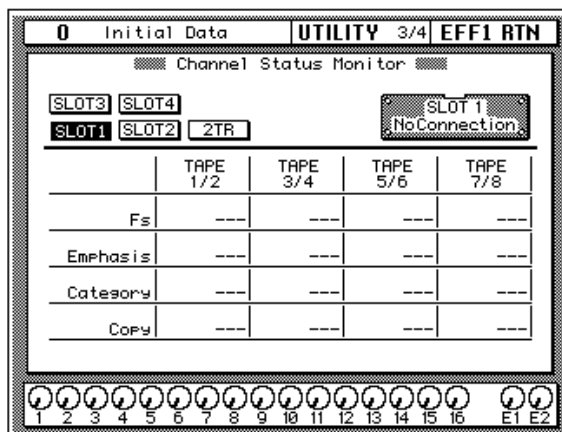 0 Initial Data UTILITY 3/4 EFF1 RTN
Channel Status Monitor
SLOT3 SLOT4
SLOT1 SLOT2 2TR
SLOT 1
NoConnection
TAPE 1/2 TAPE 3/4 TAPE 5/6 TAPE 7/8
Fs --- --- --- ---
Emphasis --- --- --- ---
Category --- --- --- ---
Copy --- --- --- ---
1 2 3 4 5 6 7 8 9 10 11 12 13 14 15 16 E1 E2